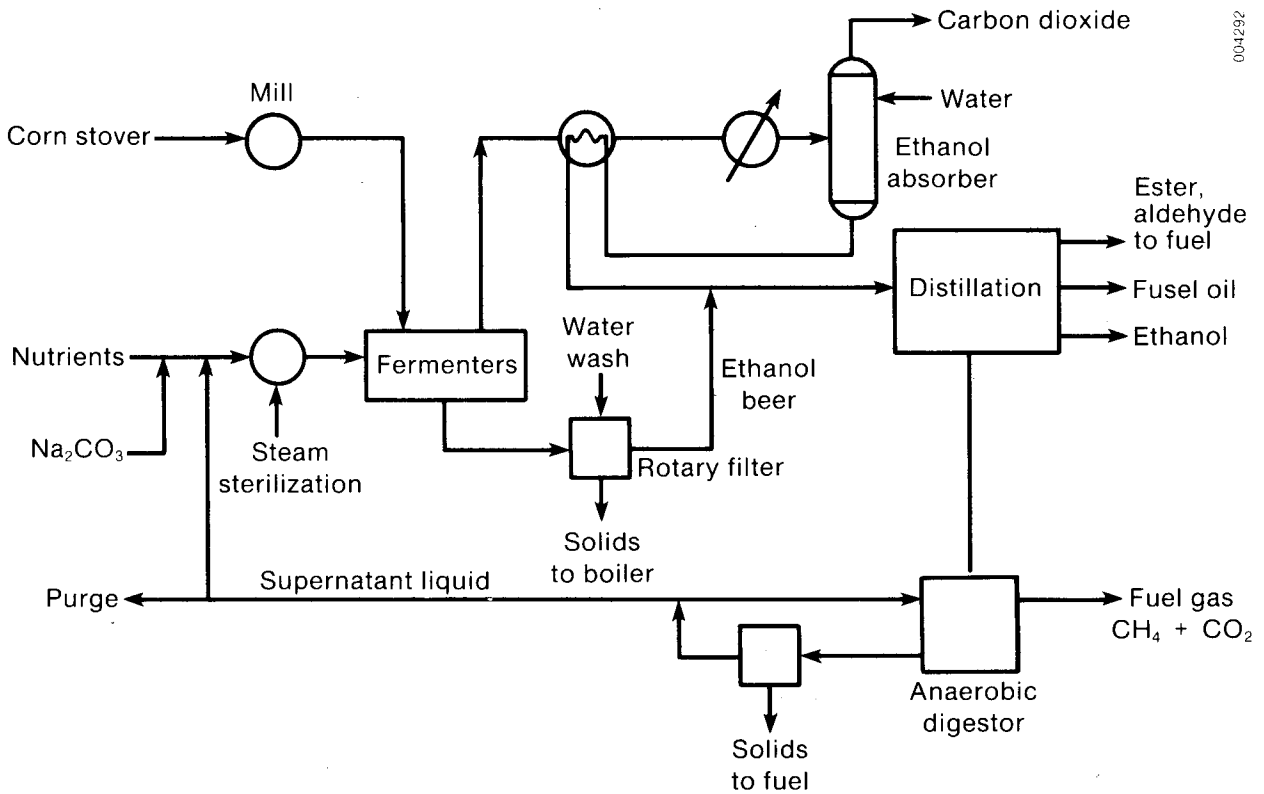 004292
Carbon dioxide
Mill
Water
Corn stover
Ethanol
absorber
Ester,
aldehyde
to fuel
Distillation
Fusel oil
Water
wash
Ethanol
Nutrients
Fermenters
Ethanol
beer
Na₂CO₃
Steam
sterilization
Rotary filter
Solids
to boiler
Supernatant liquid
Purge
Fuel gas
CH₄ + CO₂
Anaerobic
digestor
Solids
to fuel